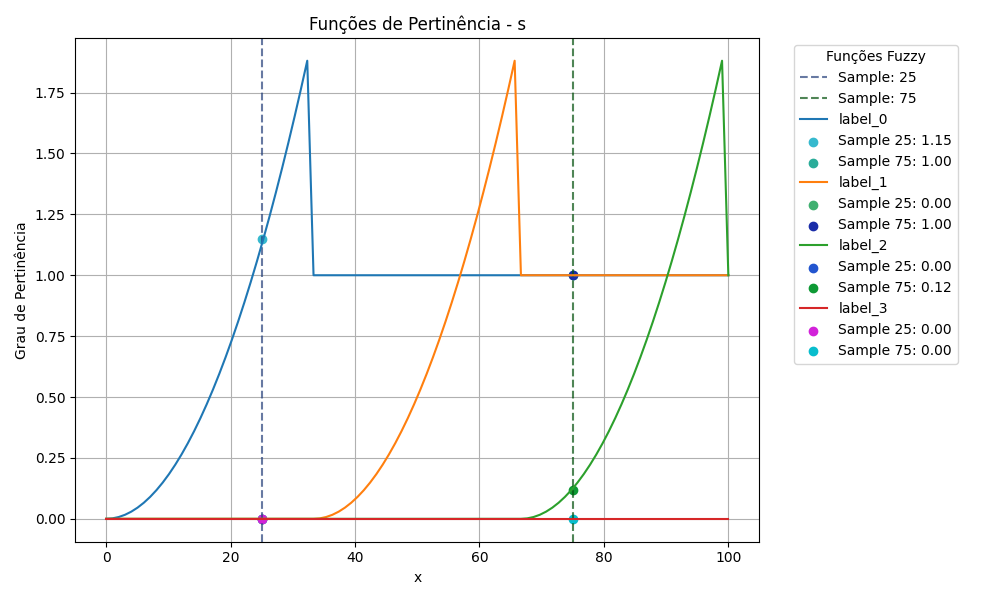 Funções de Pertinência - s
Grau de Pertinência
1.75
1.50
1.25
1.00
0.75
0.50
0.25
0.00
0
20
40
60
80
100
x
Funções Fuzzy
Sample: 25
Sample: 75
label_0
Sample 25: 1.15
Sample 75: 1.00
label_1
Sample 25: 0.00
Sample 75: 1.00
label_2
Sample 25: 0.00
Sample 75: 0.12
label_3
Sample 25: 0.00
Sample 75: 0.00